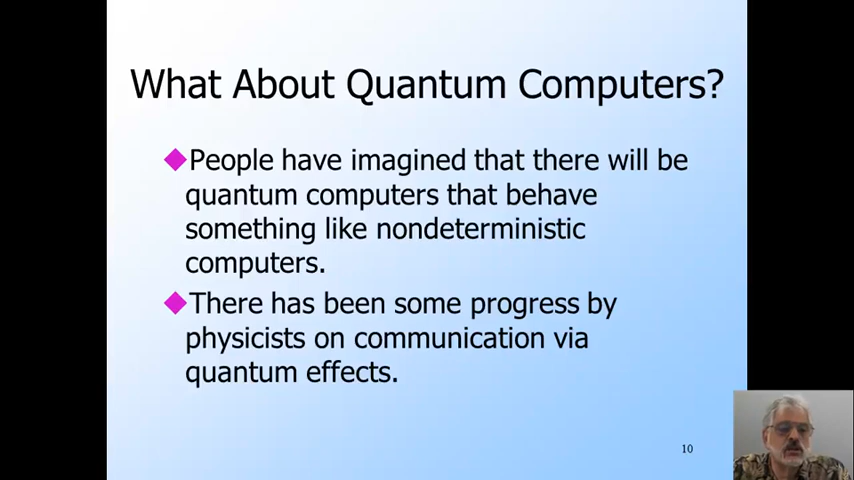 What About Quantum Computers?
People have imagined that there will be
quantum computers that behave
something like nondeterministic
computers.
There has been some progress by
physicists on communication via
quantum effects.
10